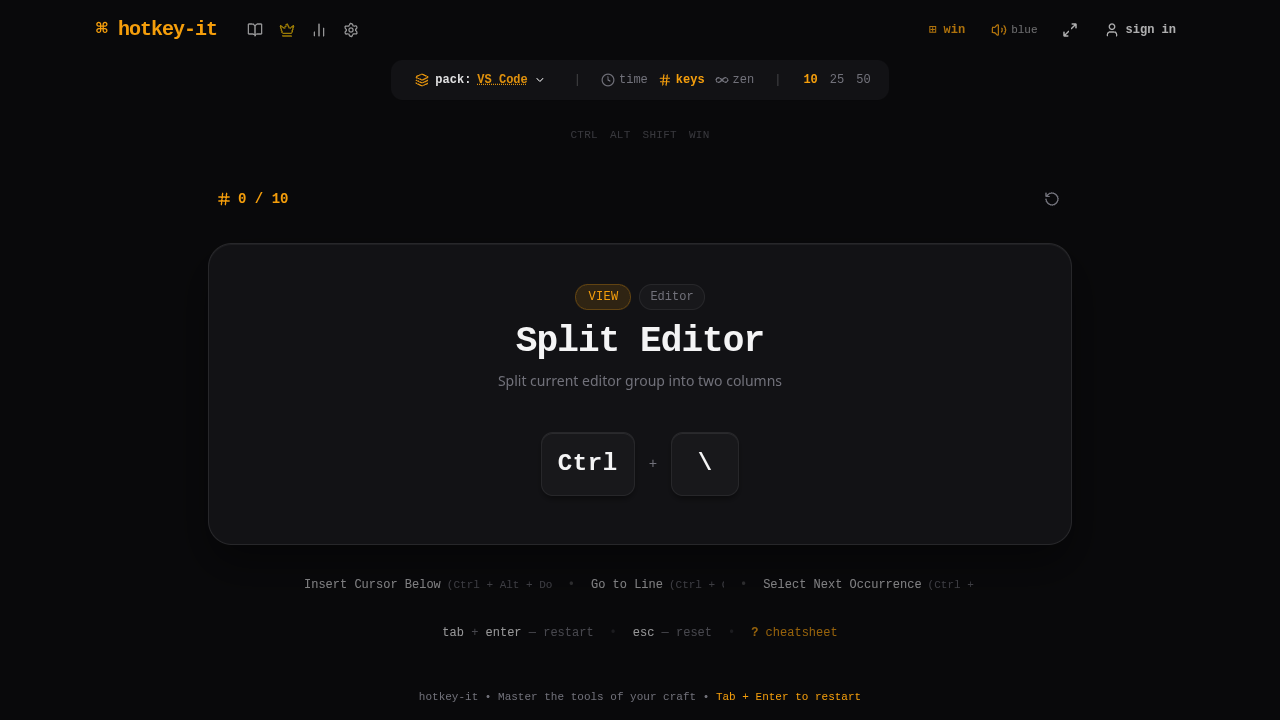 ⌘ hotkey-it
⊞ win
blue
sign in
pack: VS Code | time keys zen | 10 25 50
CTRL ALT SHIFT WIN
0 / 10
VIEW Editor
Split Editor
Split current editor group into two columns
Ctrl + \
Insert Cursor Below (Ctrl + Alt + Do • Go to Line (Ctrl + • Select Next Occurrence (Ctrl +
tab + enter — restart • esc — reset • ? cheatsheet
hotkey-it • Master the tools of your craft • Tab + Enter to restart